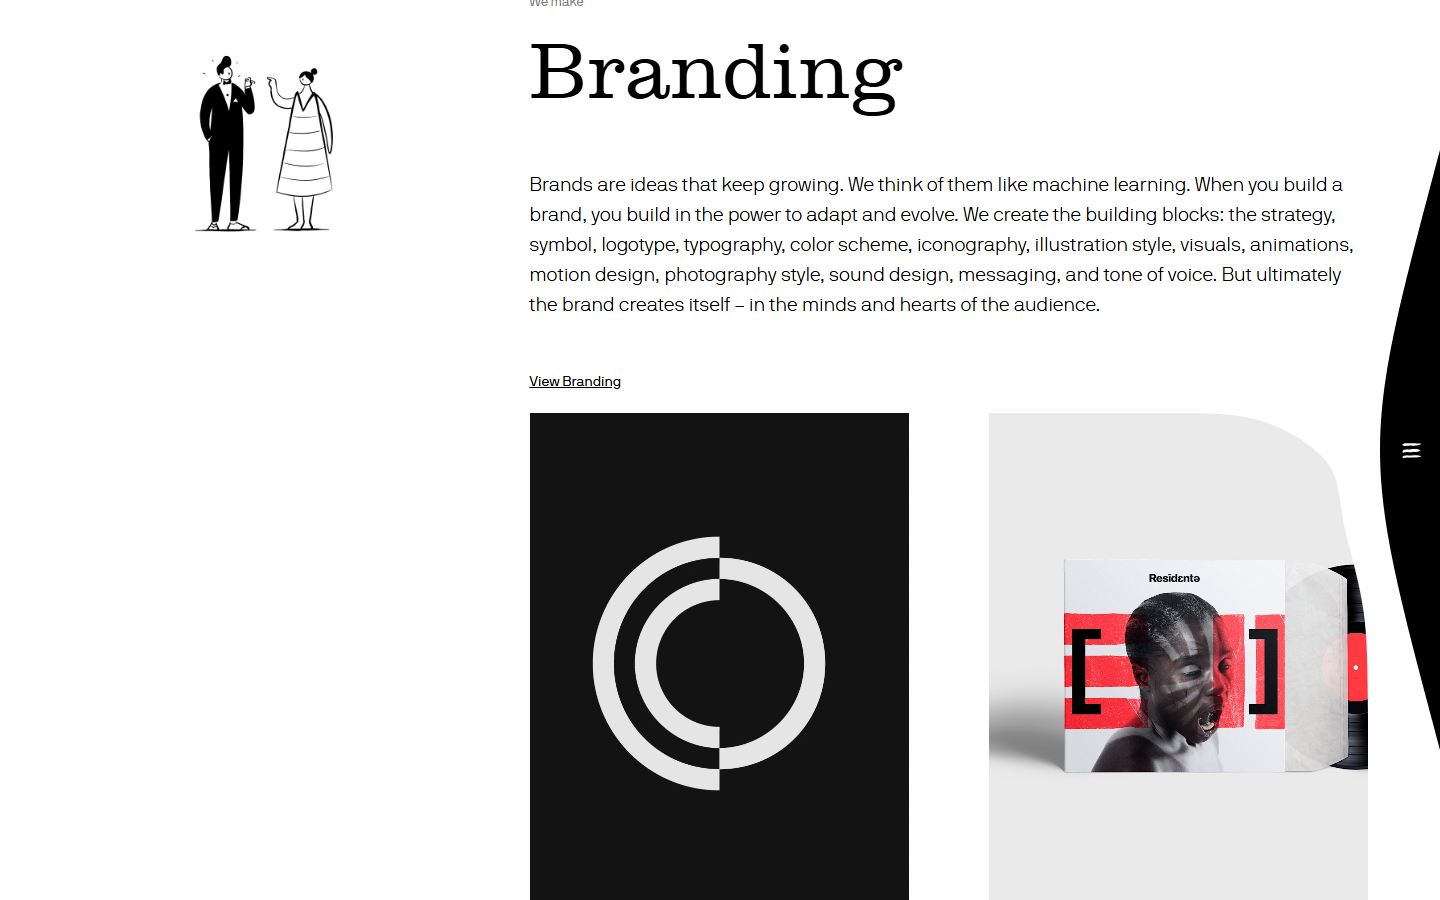 We make
Branding
Brands are ideas that keep growing. We think of them like machine learning. When you build a
brand, you build in the power to adapt and evolve. We create the building blocks: the strategy,
symbol, logotype, typography, color scheme, iconography, illustration style, visuals, animations,
motion design, photography style, sound design, messaging, and tone of voice. But ultimately
the brand creates itself – in the minds and hearts of the audience.
View Branding
Resīdɛntə